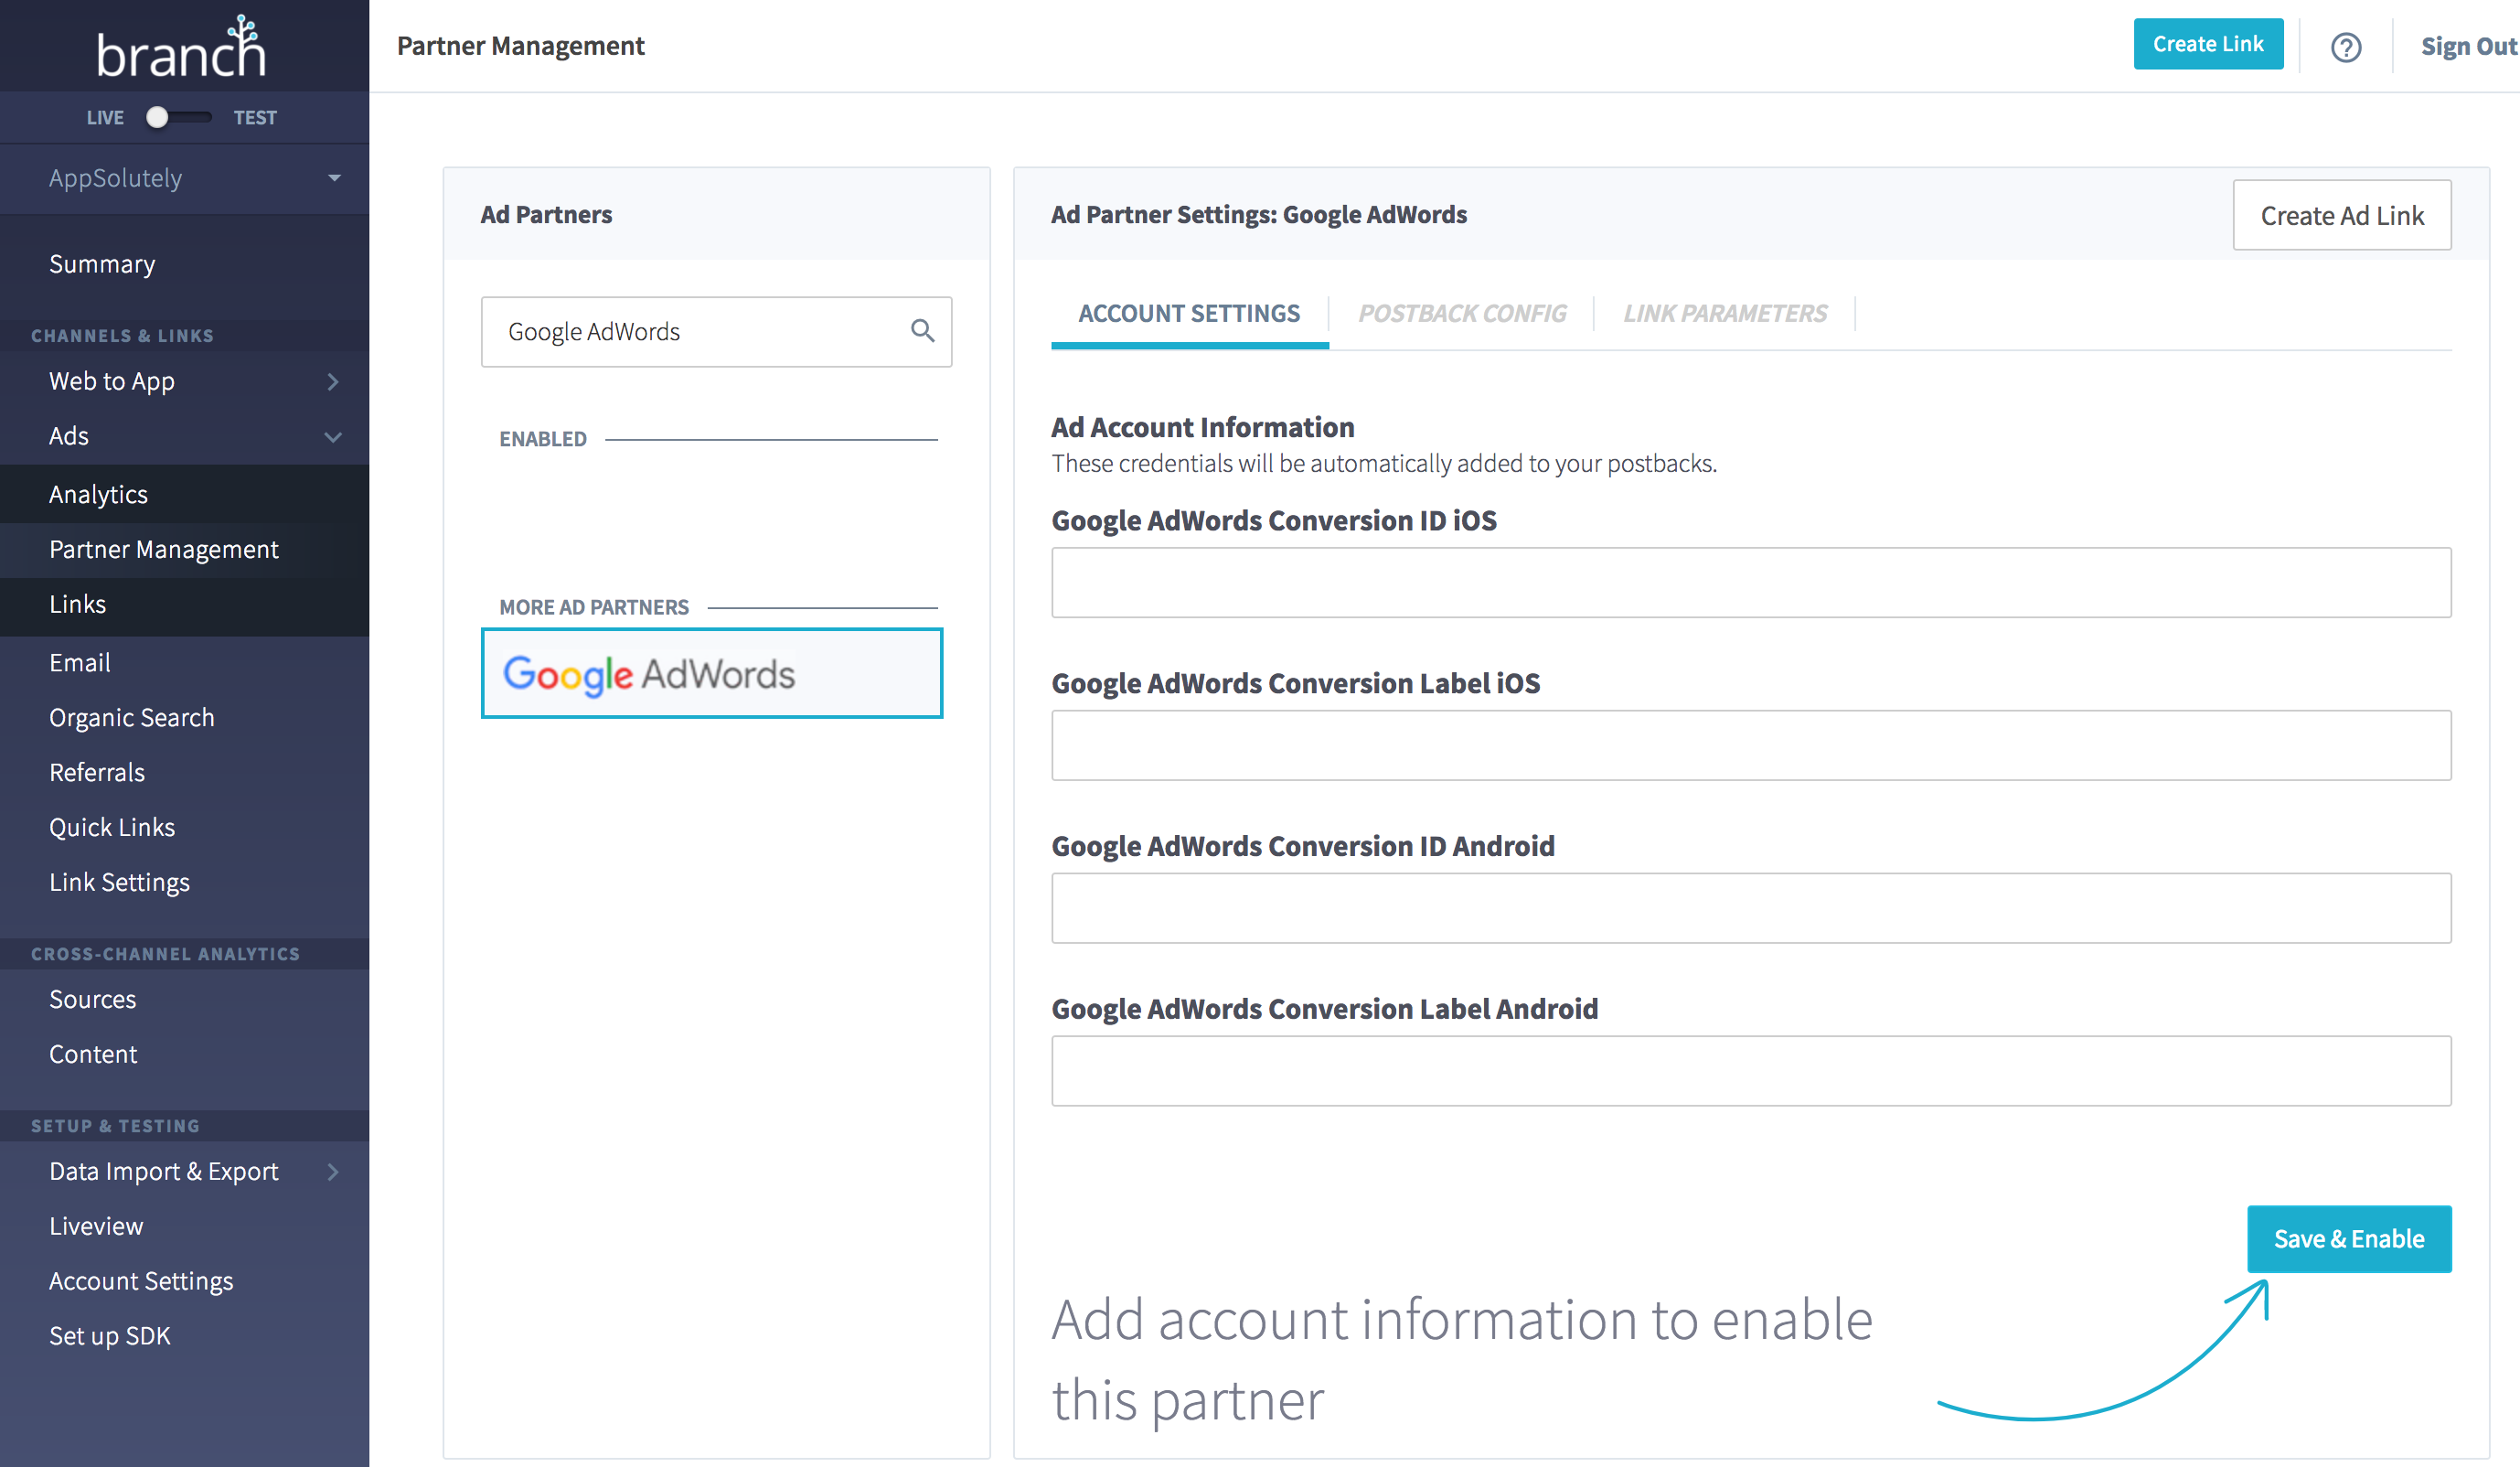 branch
LIVE TEST
AppSolutely
Summary
CHANNELS & LINKS
Web to App
Ads
Analytics
Partner Management
Links
Email
Organic Search
Referrals
Quick Links
Link Settings
CROSS-CHANNEL ANALYTICS
Sources
Content
SETUP & TESTING
Data Import & Export
Liveview
Account Settings
Set up SDK
Partner Management
Create Link
?
Sign Out
Ad Partners
Google AdWords
ENABLED
MORE AD PARTNERS
Google AdWords
Ad Partner Settings: Google AdWords
Create Ad Link
ACCOUNT SETTINGS POSTBACK CONFIG LINK PARAMETERS
Ad Account Information
These credentials will be automatically added to your postbacks.
Google AdWords Conversion ID iOS
Google AdWords Conversion Label iOS
Google AdWords Conversion ID Android
Google AdWords Conversion Label Android
Save & Enable
Add account information to enable
this partner